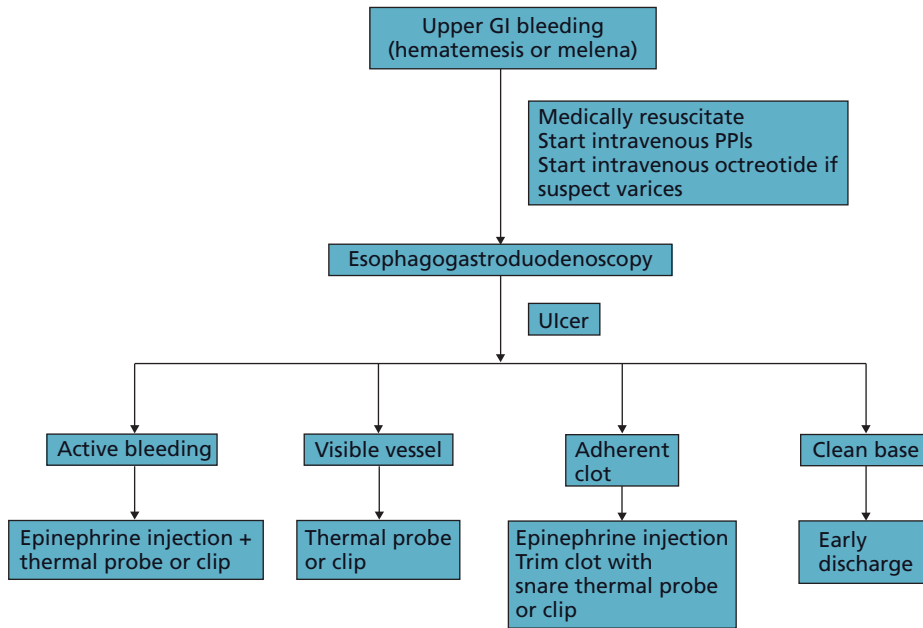 Upper GI bleeding
(hematemesis or melena)
Medically resuscitate
Start intravenous PPIs
Start intravenous octreotide if
suspect varices
Esophagogastroduodenoscopy
Ulcer
Active bleeding
Visible vessel
Adherent
clot
Clean base
Epinephrine injection +
thermal probe or clip
Thermal probe
or clip
Epinephrine injection
Trim clot with
snare thermal probe
or clip
Early
discharge